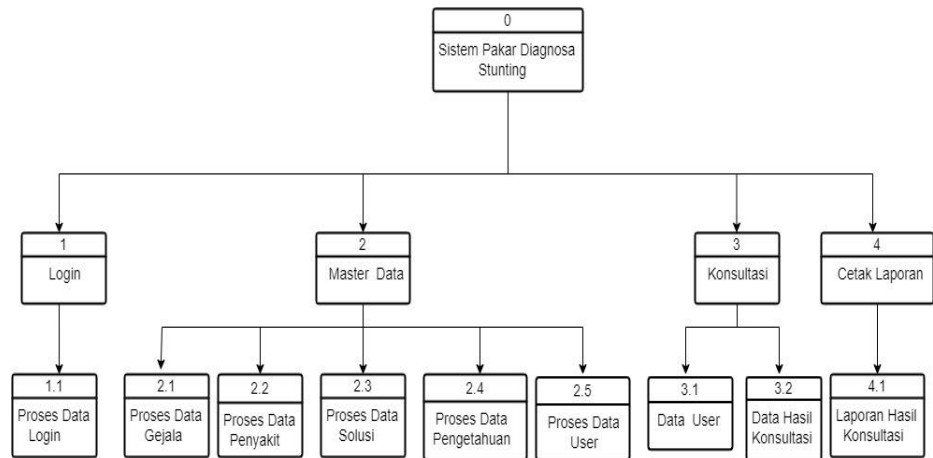 0
Sistem Pakar Diagnosa
Stunting
1
Login
2
Master Data
3
Konsultasi
4
Cetak Laporan
1.1
Proses Data
Login
2.1
Proses Data
Gejala
2.2
Proses Data
Penyakit
2.3
Proses Data
Solusi
2.4
Proses Data
Pengetahuan
2.5
Proses Data
User
3.1
Data User
3.2
Data Hasil
Konsultasi
4.1
Laporan Hasil
Konsultasi